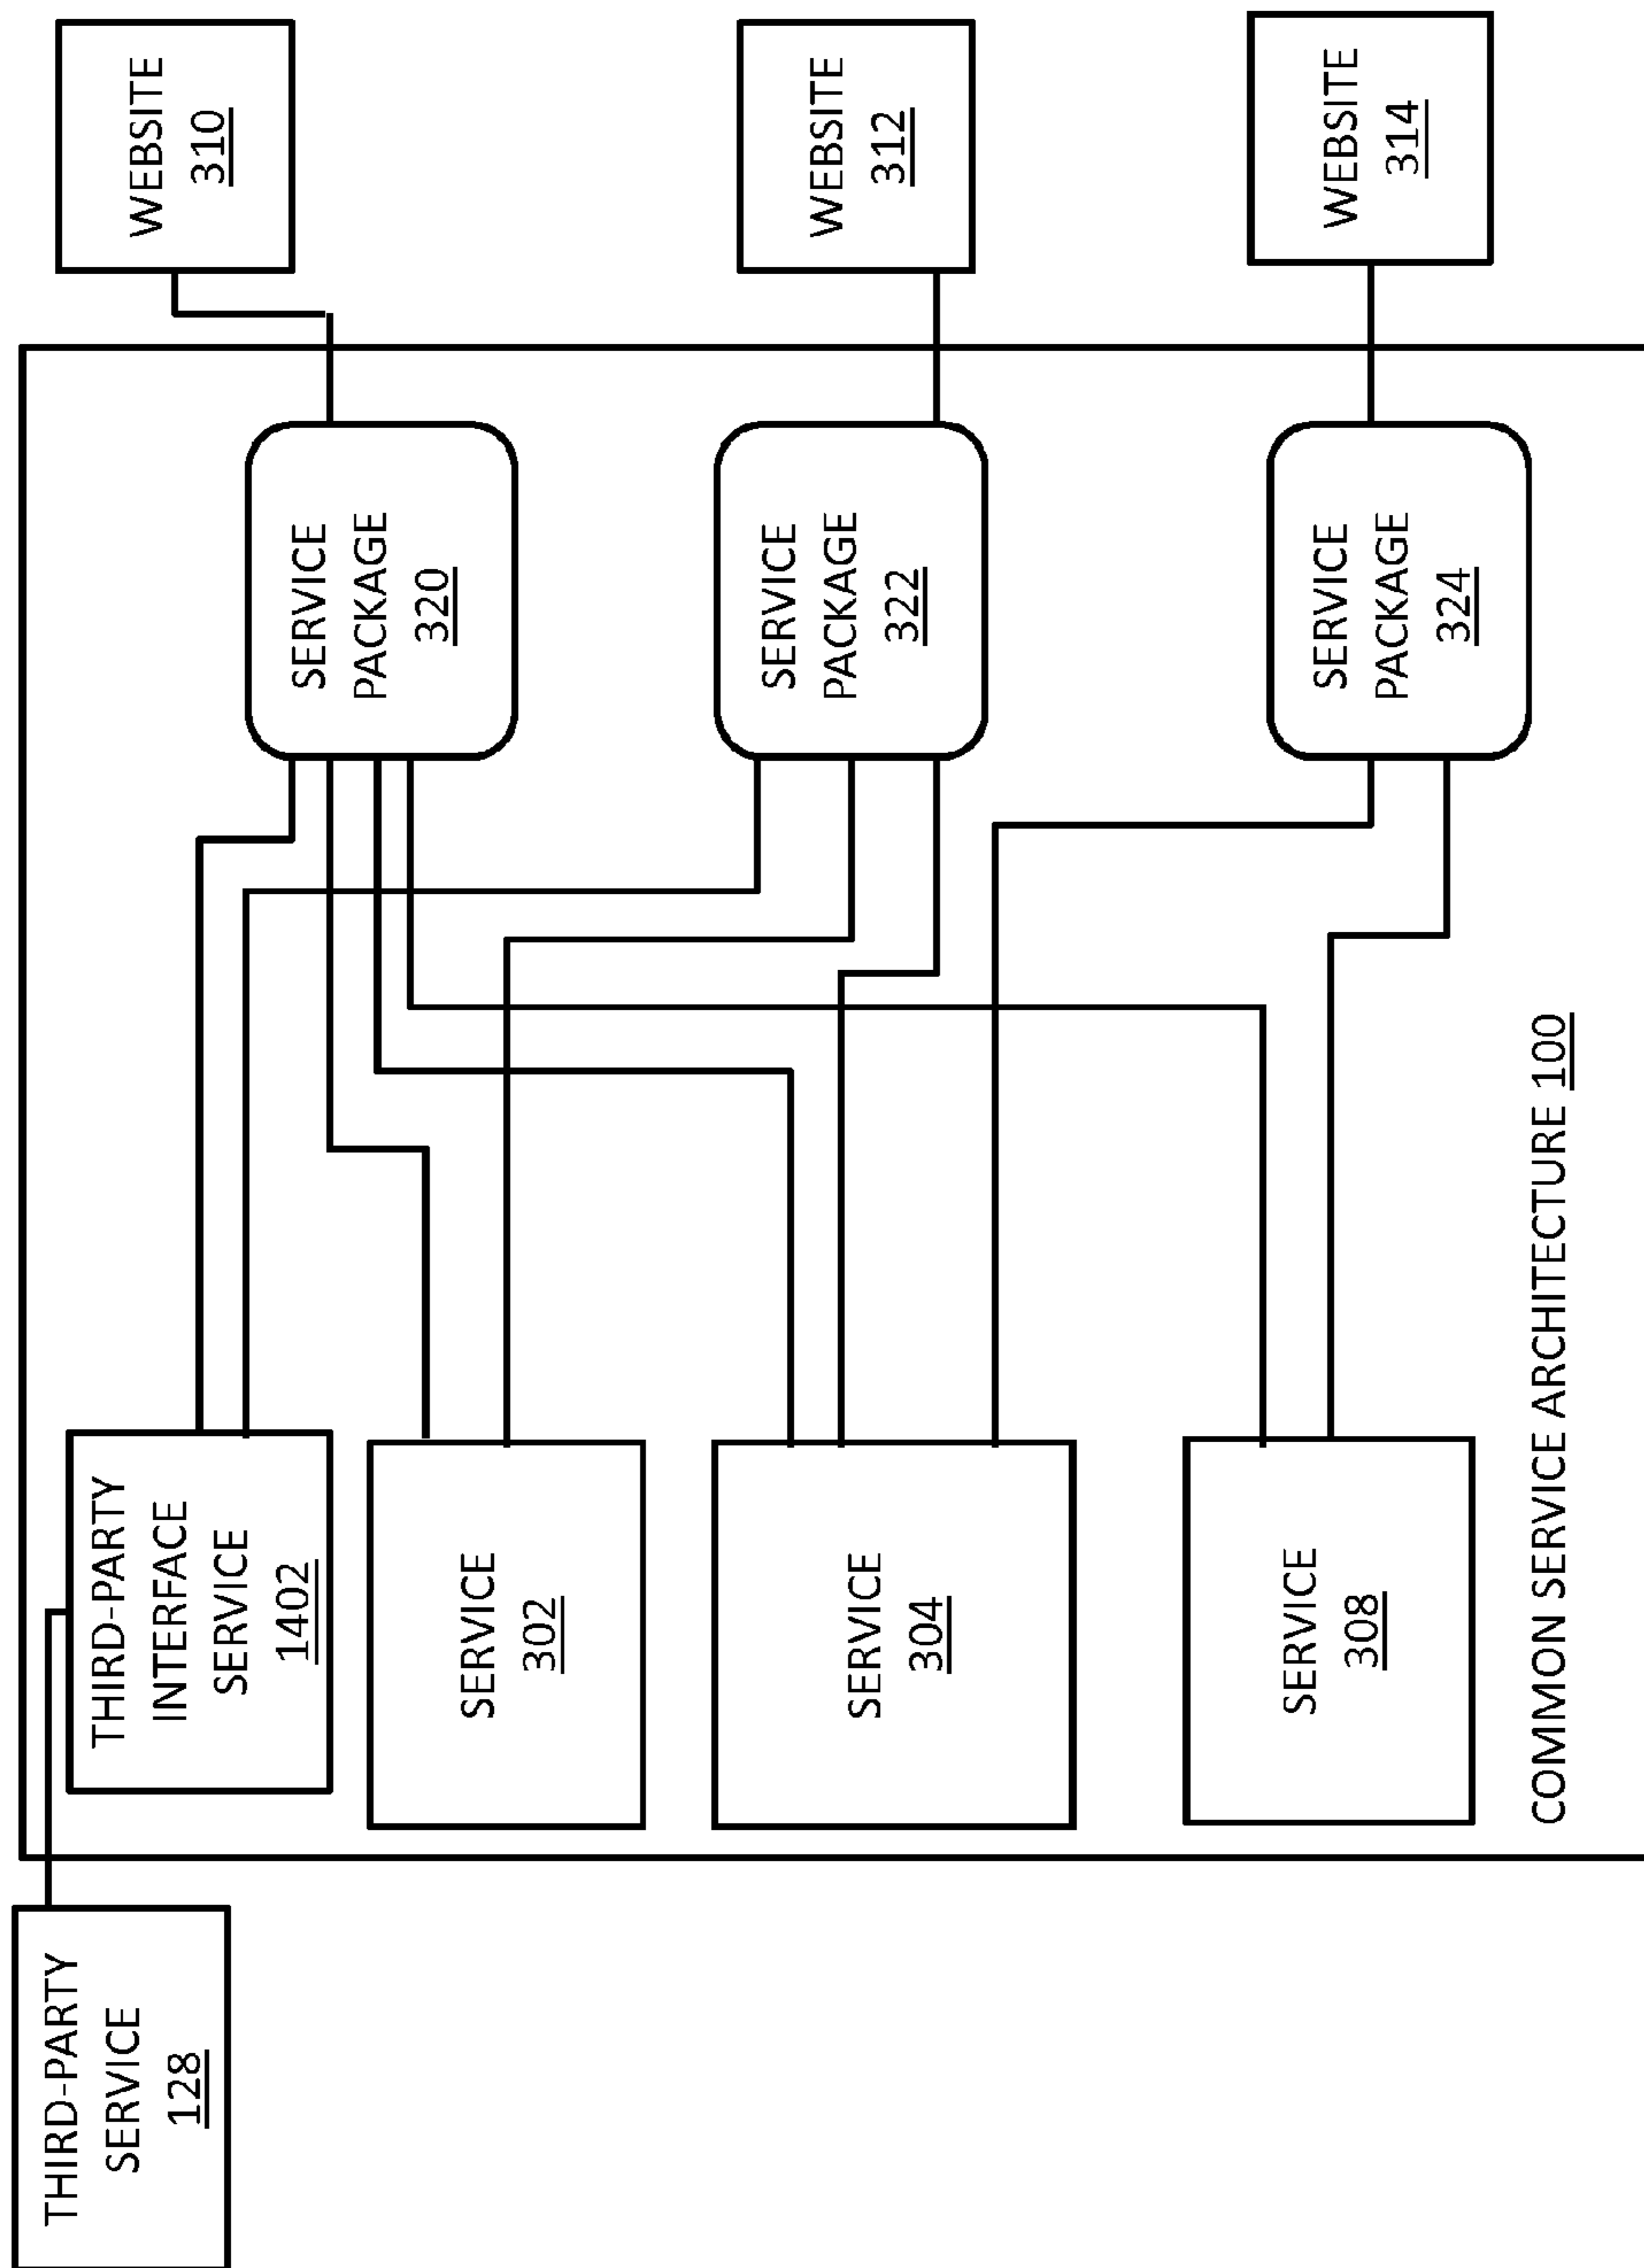 THIRD-PARTY
SERVICE
128
THIRD-PARTY
INTERFACE
SERVICE
1402
SERVICE
302
SERVICE
304
SERVICE
308
SERVICE
PACKAGE
320
SERVICE
PACKAGE
322
SERVICE
PACKAGE
324
WEBSITE
310
WEBSITE
312
WEBSITE
314
COMMON SERVICE ARCHITECTURE 100